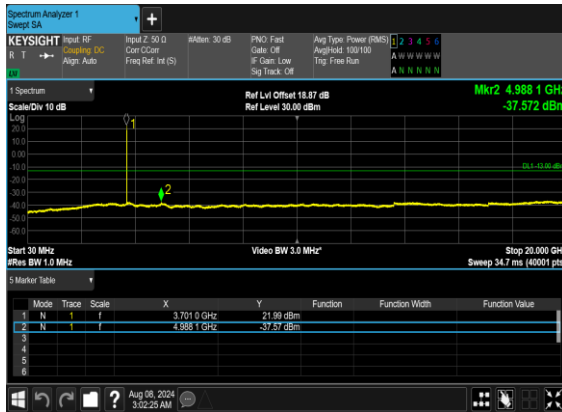 Spectrum Analyzer 1
Swept SA
+
KEYSIGHT Input: RF Input Z: 50 Ω #Atten: 30 dB PNO: Fast Avg Type: Power (RMS) 1 2 3 4 5 6
R T Coupling: DC Corr CCorr Gate: Off Avg|Hold: 100/100 A W W W W W
Align: Auto Freq Ref: Int (S) IF Gain: Low Trig: Free Run
Sig Track: Off A N N N N N
1 Spectrum
Ref Lvl Offset 18.87 dB Mkr2 4.988 1 GHz
Scale/Div 10 dB Ref Level 30.00 dBm -37.572 dBm
Log
20.0
10.0
0.00
-10.0
-20.0
-30.0
-40.0
-50.0
-60.0
1
DL1 -13.00 dBm
2
Start 30 MHz Video BW 3.0 MHz* Stop 20.000 GHz
#Res BW 1.0 MHz Sweep 34.7 ms (40001 pts)
5 Marker Table
Mode Trace Scale X Y Function Function Width Function Value
1 N 1 f 3.701 0 GHz 21.99 dBm
2 N 1 f 4.988 1 GHz -37.57 dBm
3
4
5
6
?
Aug 08, 2024
3:02:25 AM